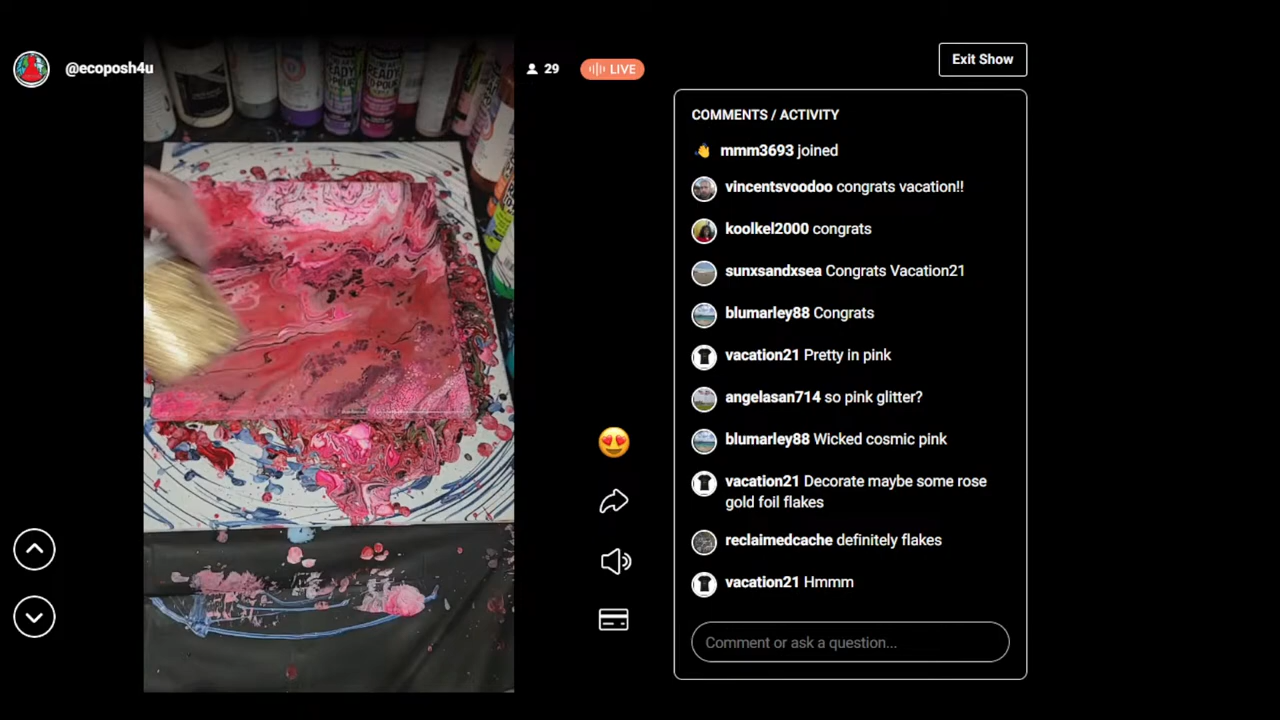 @ecoposh4u
29
LIVE
Exit Show
COMMENTS / ACTIVITY
mmm3693 joined
vincentsvoodoo congrats vacation!!
koolkel2000 congrats
sunxsandxsea Congrats Vacation21
blumarley88 Congrats
vacation21 Pretty in pink
angelasan714 so pink glitter?
blumarley88 Wicked cosmic pink
vacation21 Decorate maybe some rose
gold foil flakes
reclaimedcache definitely flakes
vacation21 Hmmm
Comment or ask a question...
READY
READY